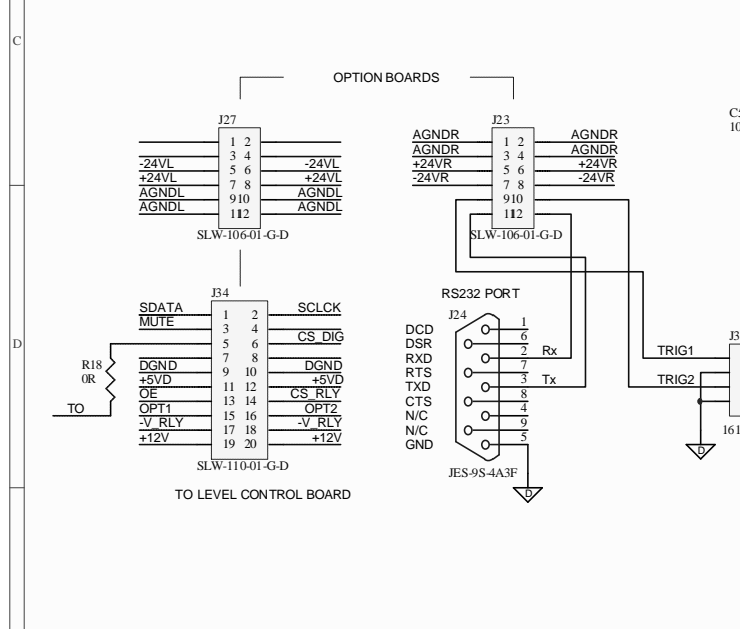 C
OPTION BOARDS
J27
1 2
3 4
-24VL 5 6 -24VL
+24VL 7 8 +24VL
AGNDL 9 10 AGNDL
AGNDL 11 12 AGNDL
SLW-106-01-G-D
J23
AGNDR 1 2 AGNDR
AGNDR 3 4 AGNDR
+24VR 5 6 +24VR
-24VR 7 8 -24VR
9 10
11 12
SLW-106-01-G-D
D
J34
SDATA 1 2 SCLCK
MUTE 3 4
5 6 CS_DIG
7 8
DGND 9 10 DGND
+5VD 11 12 +5VD
OE 13 14 CS_RLY
OPT1 15 16 OPT2
-V_RLY 17 18 -V_RLY
+12V 19 20 +12V
SLW-110-01-G-D
R18
0R
TO
TO LEVEL CONTROL BOARD
RS232 PORT
J24
DCD 1
DSR 6
RXD 2 Rx
RTS 7
TXD 3 Tx
CTS 8
N/C 4
N/C 9
GND 5
JES-9S-4A3F
D
TRIG1
TRIG2
D
J3
161
10